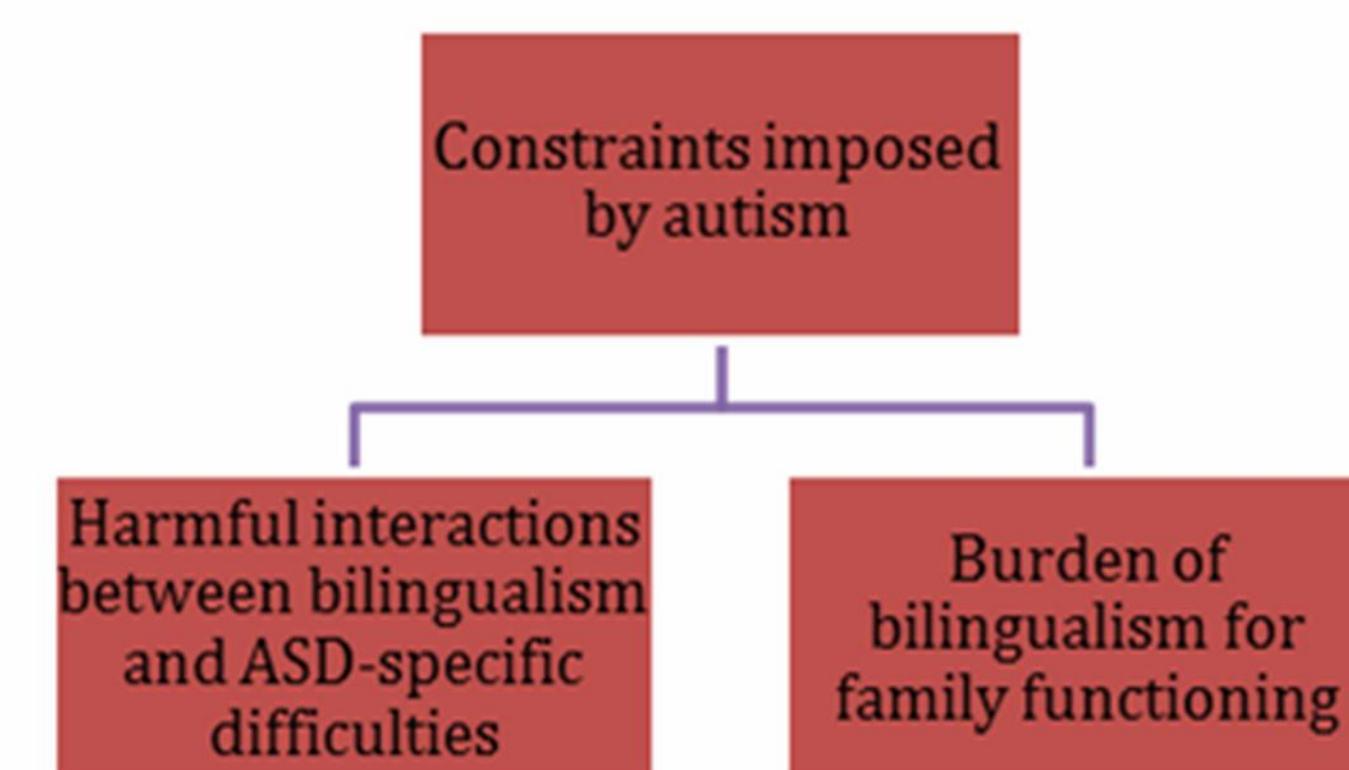 Constraints imposed
by autism
Harmful interactions
between bilingualism
and ASD-specific
difficulties
Burden of
bilingualism for
family functioning